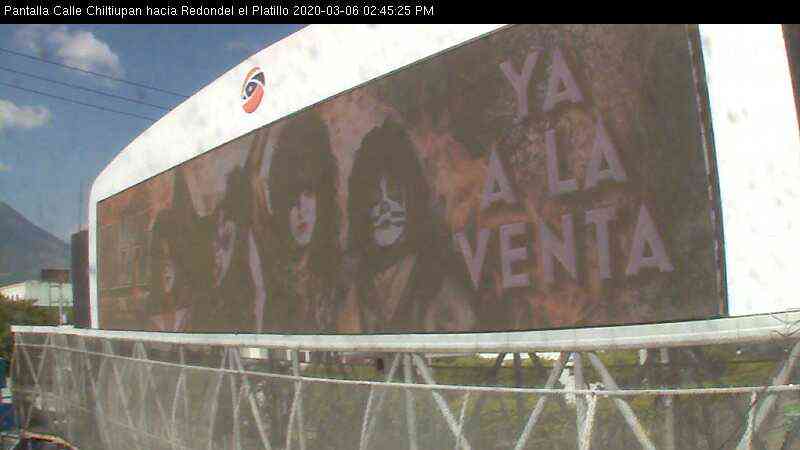 Pantalla Calle Chiltiupan hacia Redondel el Platillo 2020-03-06 02:45:25 PM
YA
A LA
VENTA